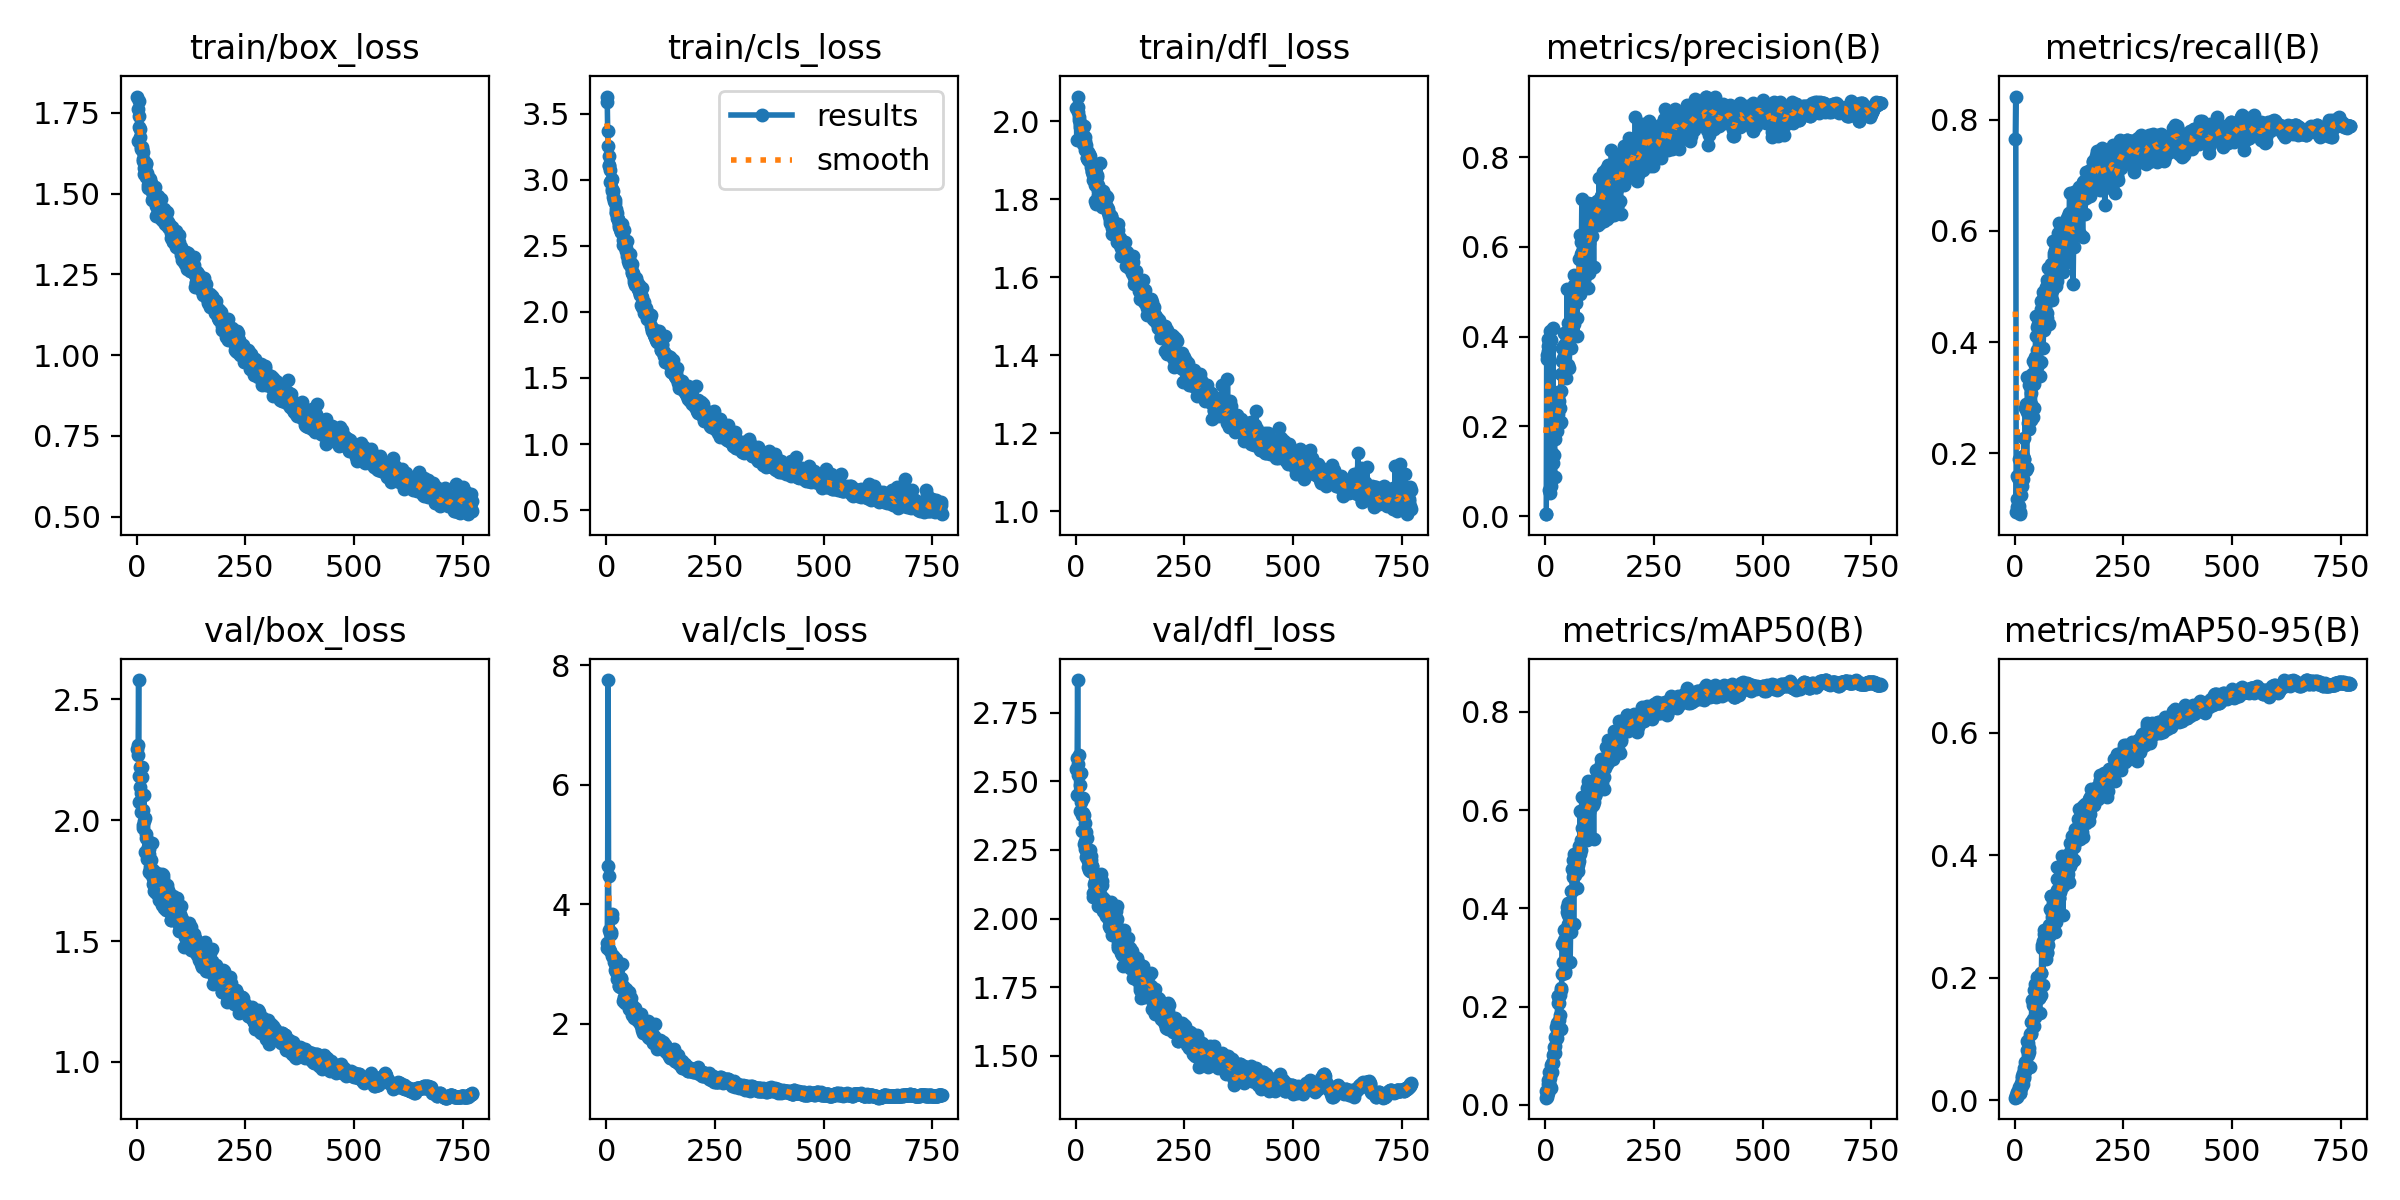 train/box_loss
1.75
1.50
1.25
1.00
0.75
0.50
0 250 500 750
train/cls_loss
results
smooth
3.5
3.0
2.5
2.0
1.5
1.0
0.5
0 250 500 750
train/dfl_loss
2.0
1.8
1.6
1.4
1.2
1.0
0 250 500 750
metrics/precision(B)
0.8
0.6
0.4
0.2
0.0
0 250 500 750
metrics/recall(B)
0.8
0.6
0.4
0.2
0 250 500 750
val/box_loss
2.5
2.0
1.5
1.0
0 250 500 750
val/cls_loss
8
6
4
2
0 250 500 750
val/dfl_loss
2.75
2.50
2.25
2.00
1.75
1.50
0 250 500 750
metrics/mAP50(B)
0.8
0.6
0.4
0.2
0.0
0 250 500 750
metrics/mAP50-95(B)
0.6
0.4
0.2
0.0
0 250 500 750